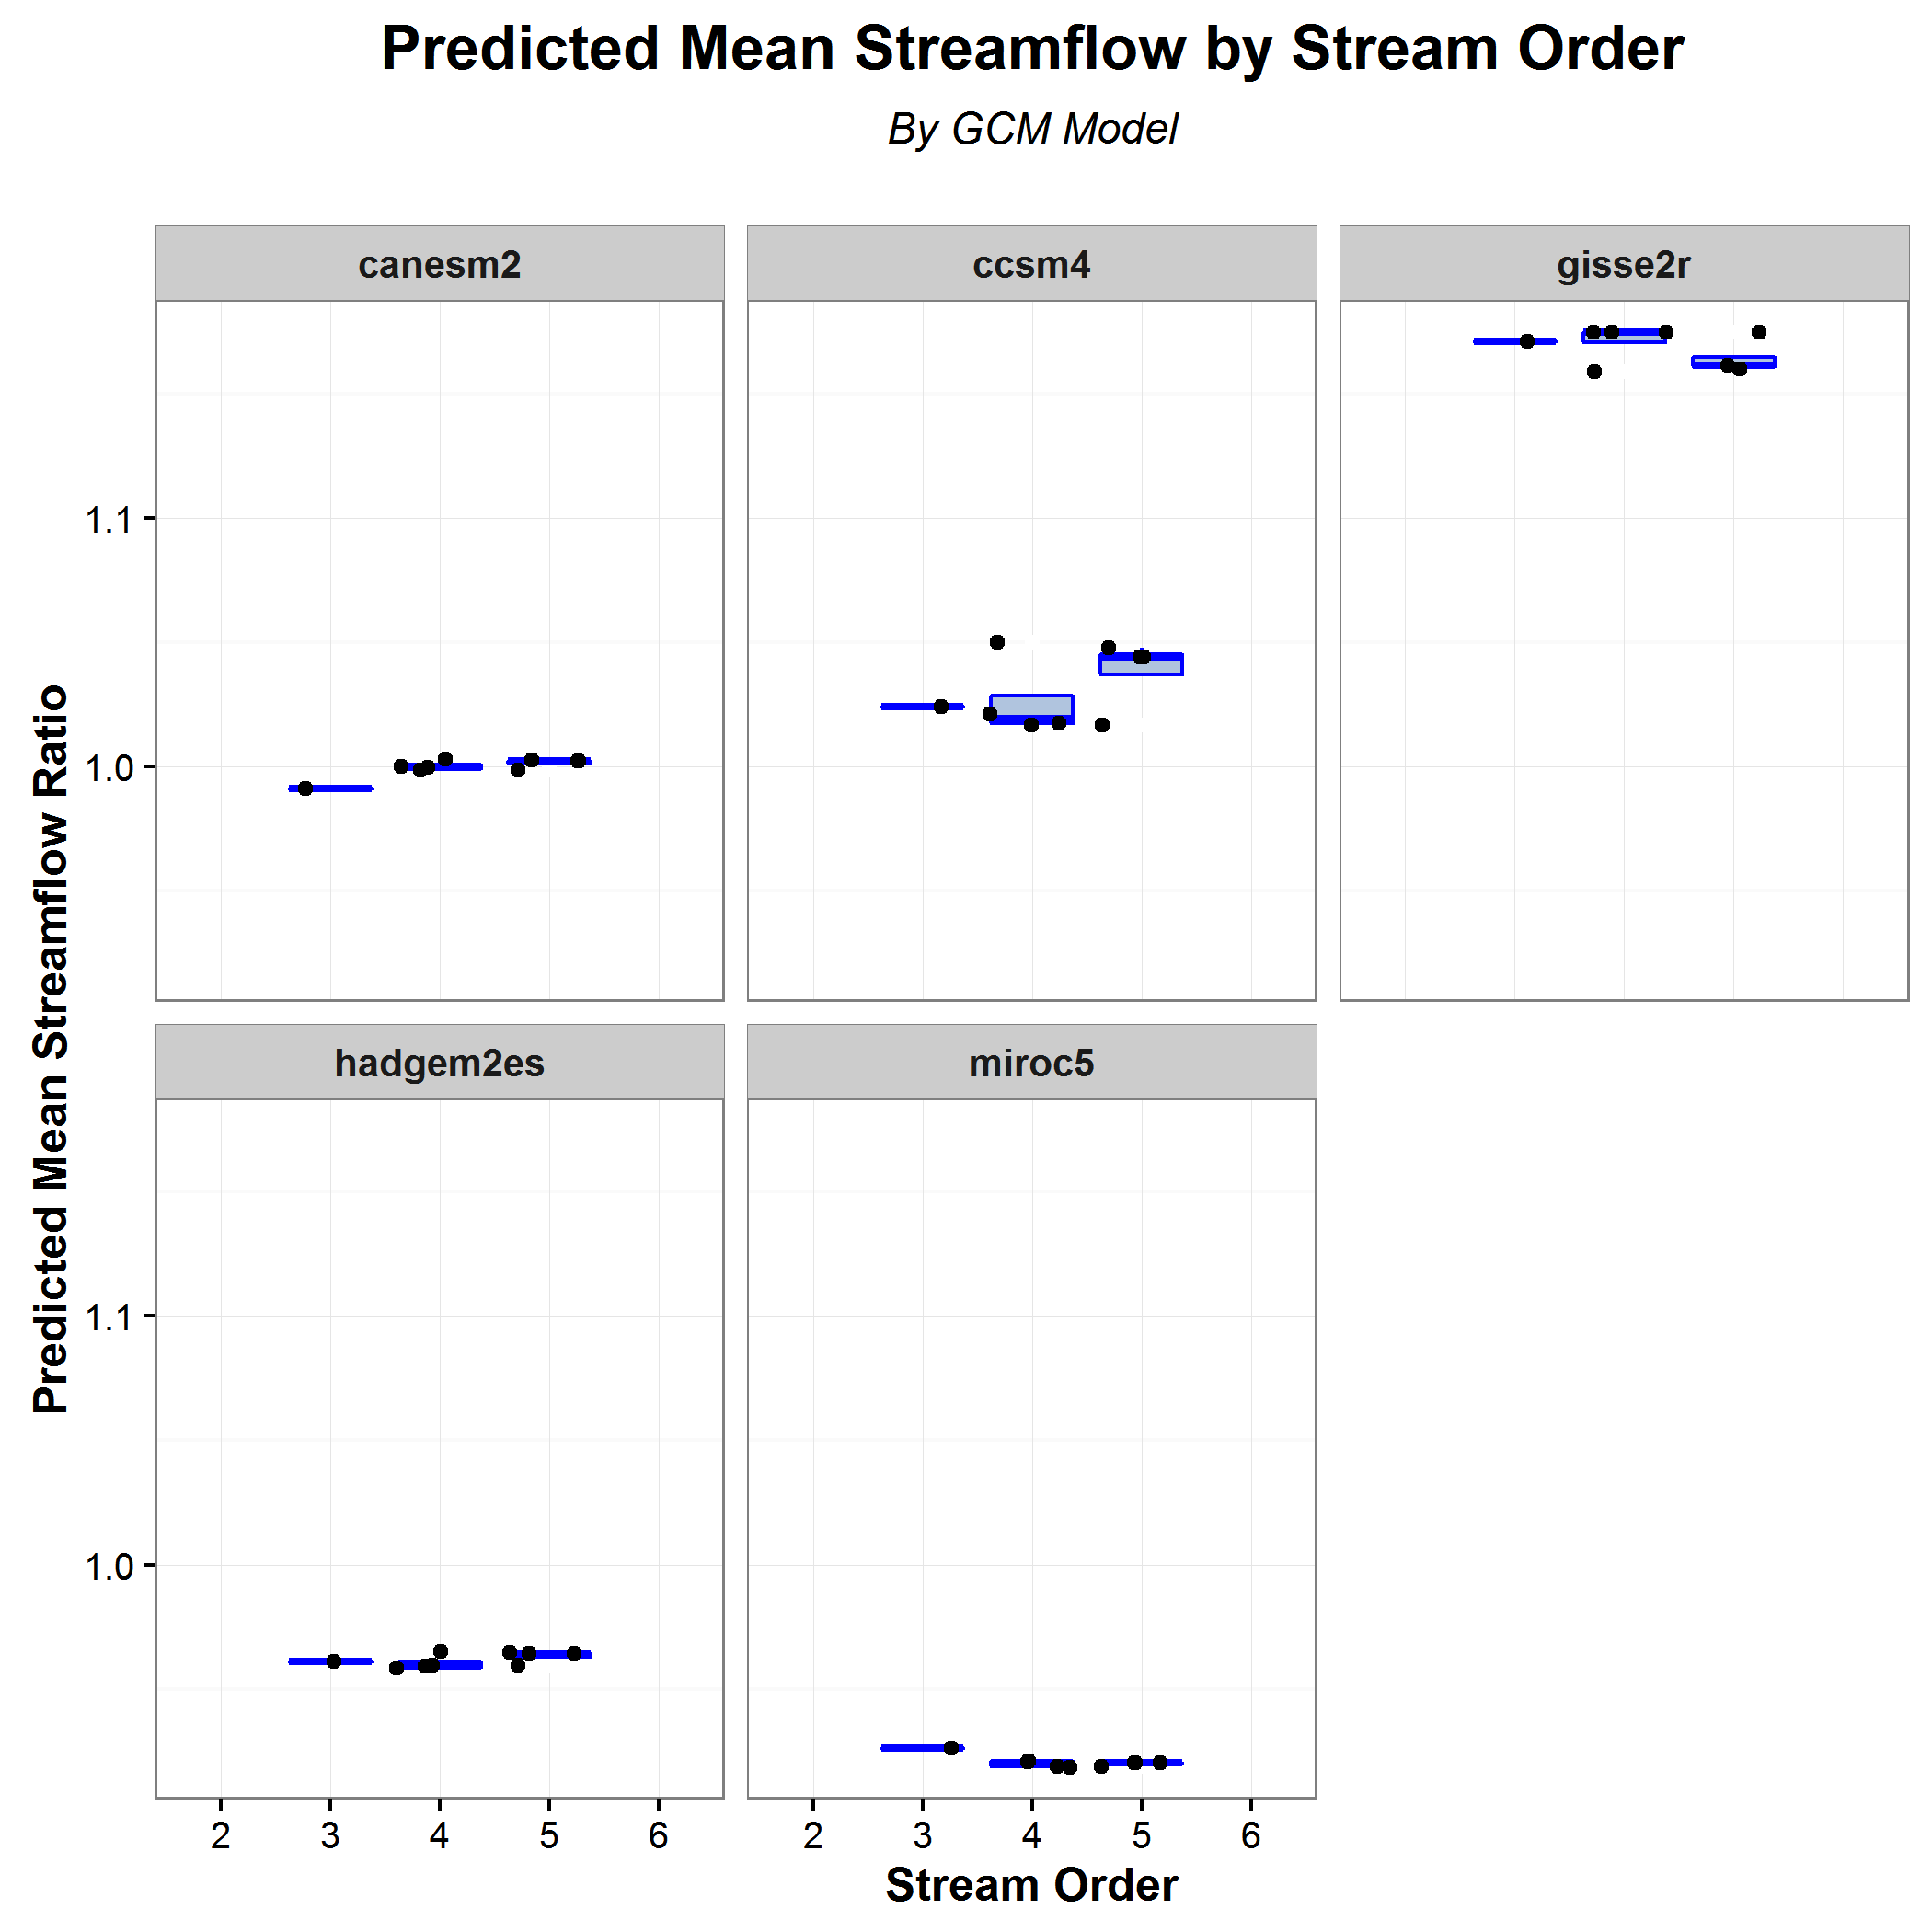 Predicted Mean Streamflow by Stream Order
By GCM Model
canesm2
ccsm4
gisse2r
1.1
1.0
Predicted Mean Streamflow Ratio
hadgem2es
miroc5
1.1
1.0
2 3 4 5 6
2 3 4 5 6
Stream Order